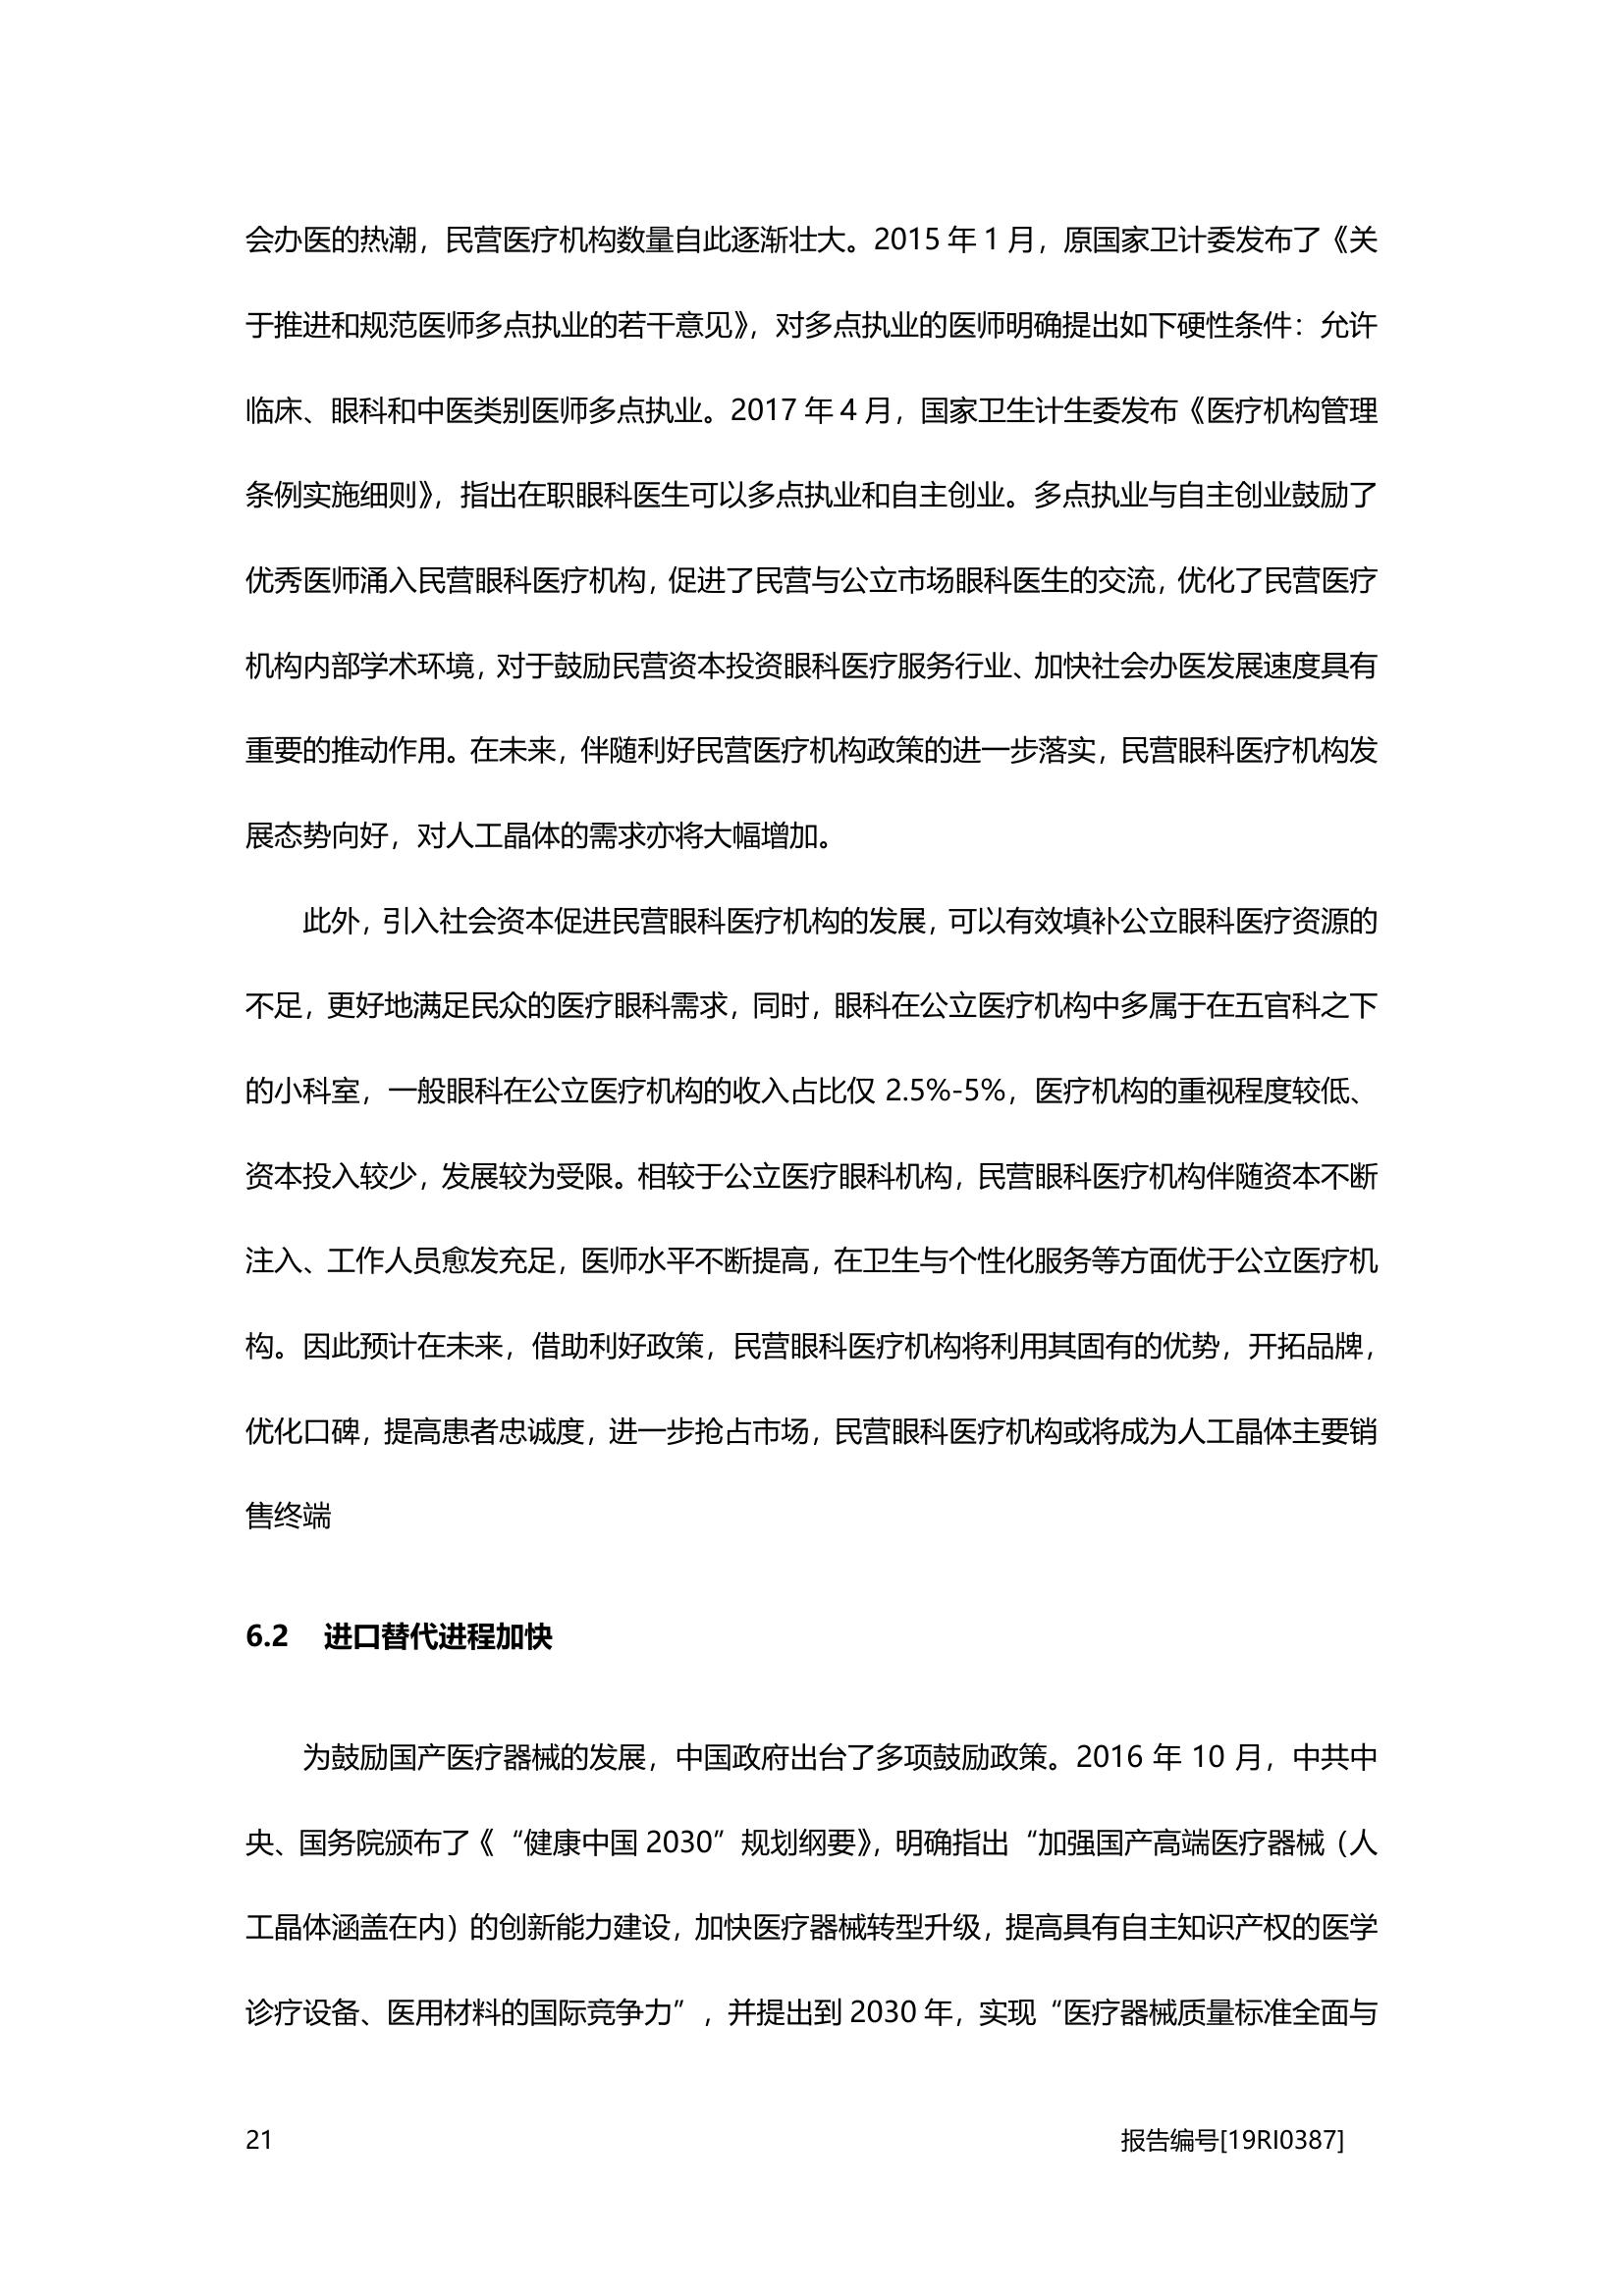 会办医的热潮，民营医疗机构数量自此逐渐壮大。2015 年 1 月，原国家卫计委发布了《关
于推进和规范医师多点执业的若干意见》，对多点执业的医师明确提出如下硬性条件：允许
临床、眼科和中医类别医师多点执业。2017 年 4 月，国家卫生计生委发布《医疗机构管理
条例实施细则》，指出在职眼科医生可以多点执业和自主创业。多点执业与自主创业鼓励了
优秀医师涌入民营眼科医疗机构，促进了民营与公立市场眼科医生的交流，优化了民营医疗
机构内部学术环境，对于鼓励民营资本投资眼科医疗服务行业、加快社会办医发展速度具有
重要的推动作用。在未来，伴随利好民营医疗机构政策的进一步落实，民营眼科医疗机构发
展态势向好，对人工晶体的需求亦将大幅增加。
此外，引入社会资本促进民营眼科医疗机构的发展，可以有效填补公立眼科医疗资源的
不足，更好地满足民众的医疗眼科需求，同时，眼科在公立医疗机构中多属于在五官科之下
的小科室，一般眼科在公立医疗机构的收入占比仅 2.5%-5%，医疗机构的重视程度较低、
资本投入较少，发展较为受限。相较于公立医疗眼科机构，民营眼科医疗机构伴随资本不断
注入、工作人员愈发充足，医师水平不断提高，在卫生与个性化服务等方面优于公立医疗机
构。因此预计在未来，借助利好政策，民营眼科医疗机构将利用其固有的优势，开拓品牌，
优化口碑，提高患者忠诚度，进一步抢占市场，民营眼科医疗机构或将成为人工晶体主要销
售终端
6.2 进口替代进程加快
为鼓励国产医疗器械的发展，中国政府出台了多项鼓励政策。2016 年 10 月，中共中
央、国务院颁布了《“健康中国 2030”规划纲要》，明确指出“加强国产高端医疗器械（人
工晶体涵盖在内）的创新能力建设，加快医疗器械转型升级，提高具有自主知识产权的医学
诊疗设备、医用材料的国际竞争力”，并提出到 2030 年，实现“医疗器械质量标准全面与
21 报告编号[19RI0387]